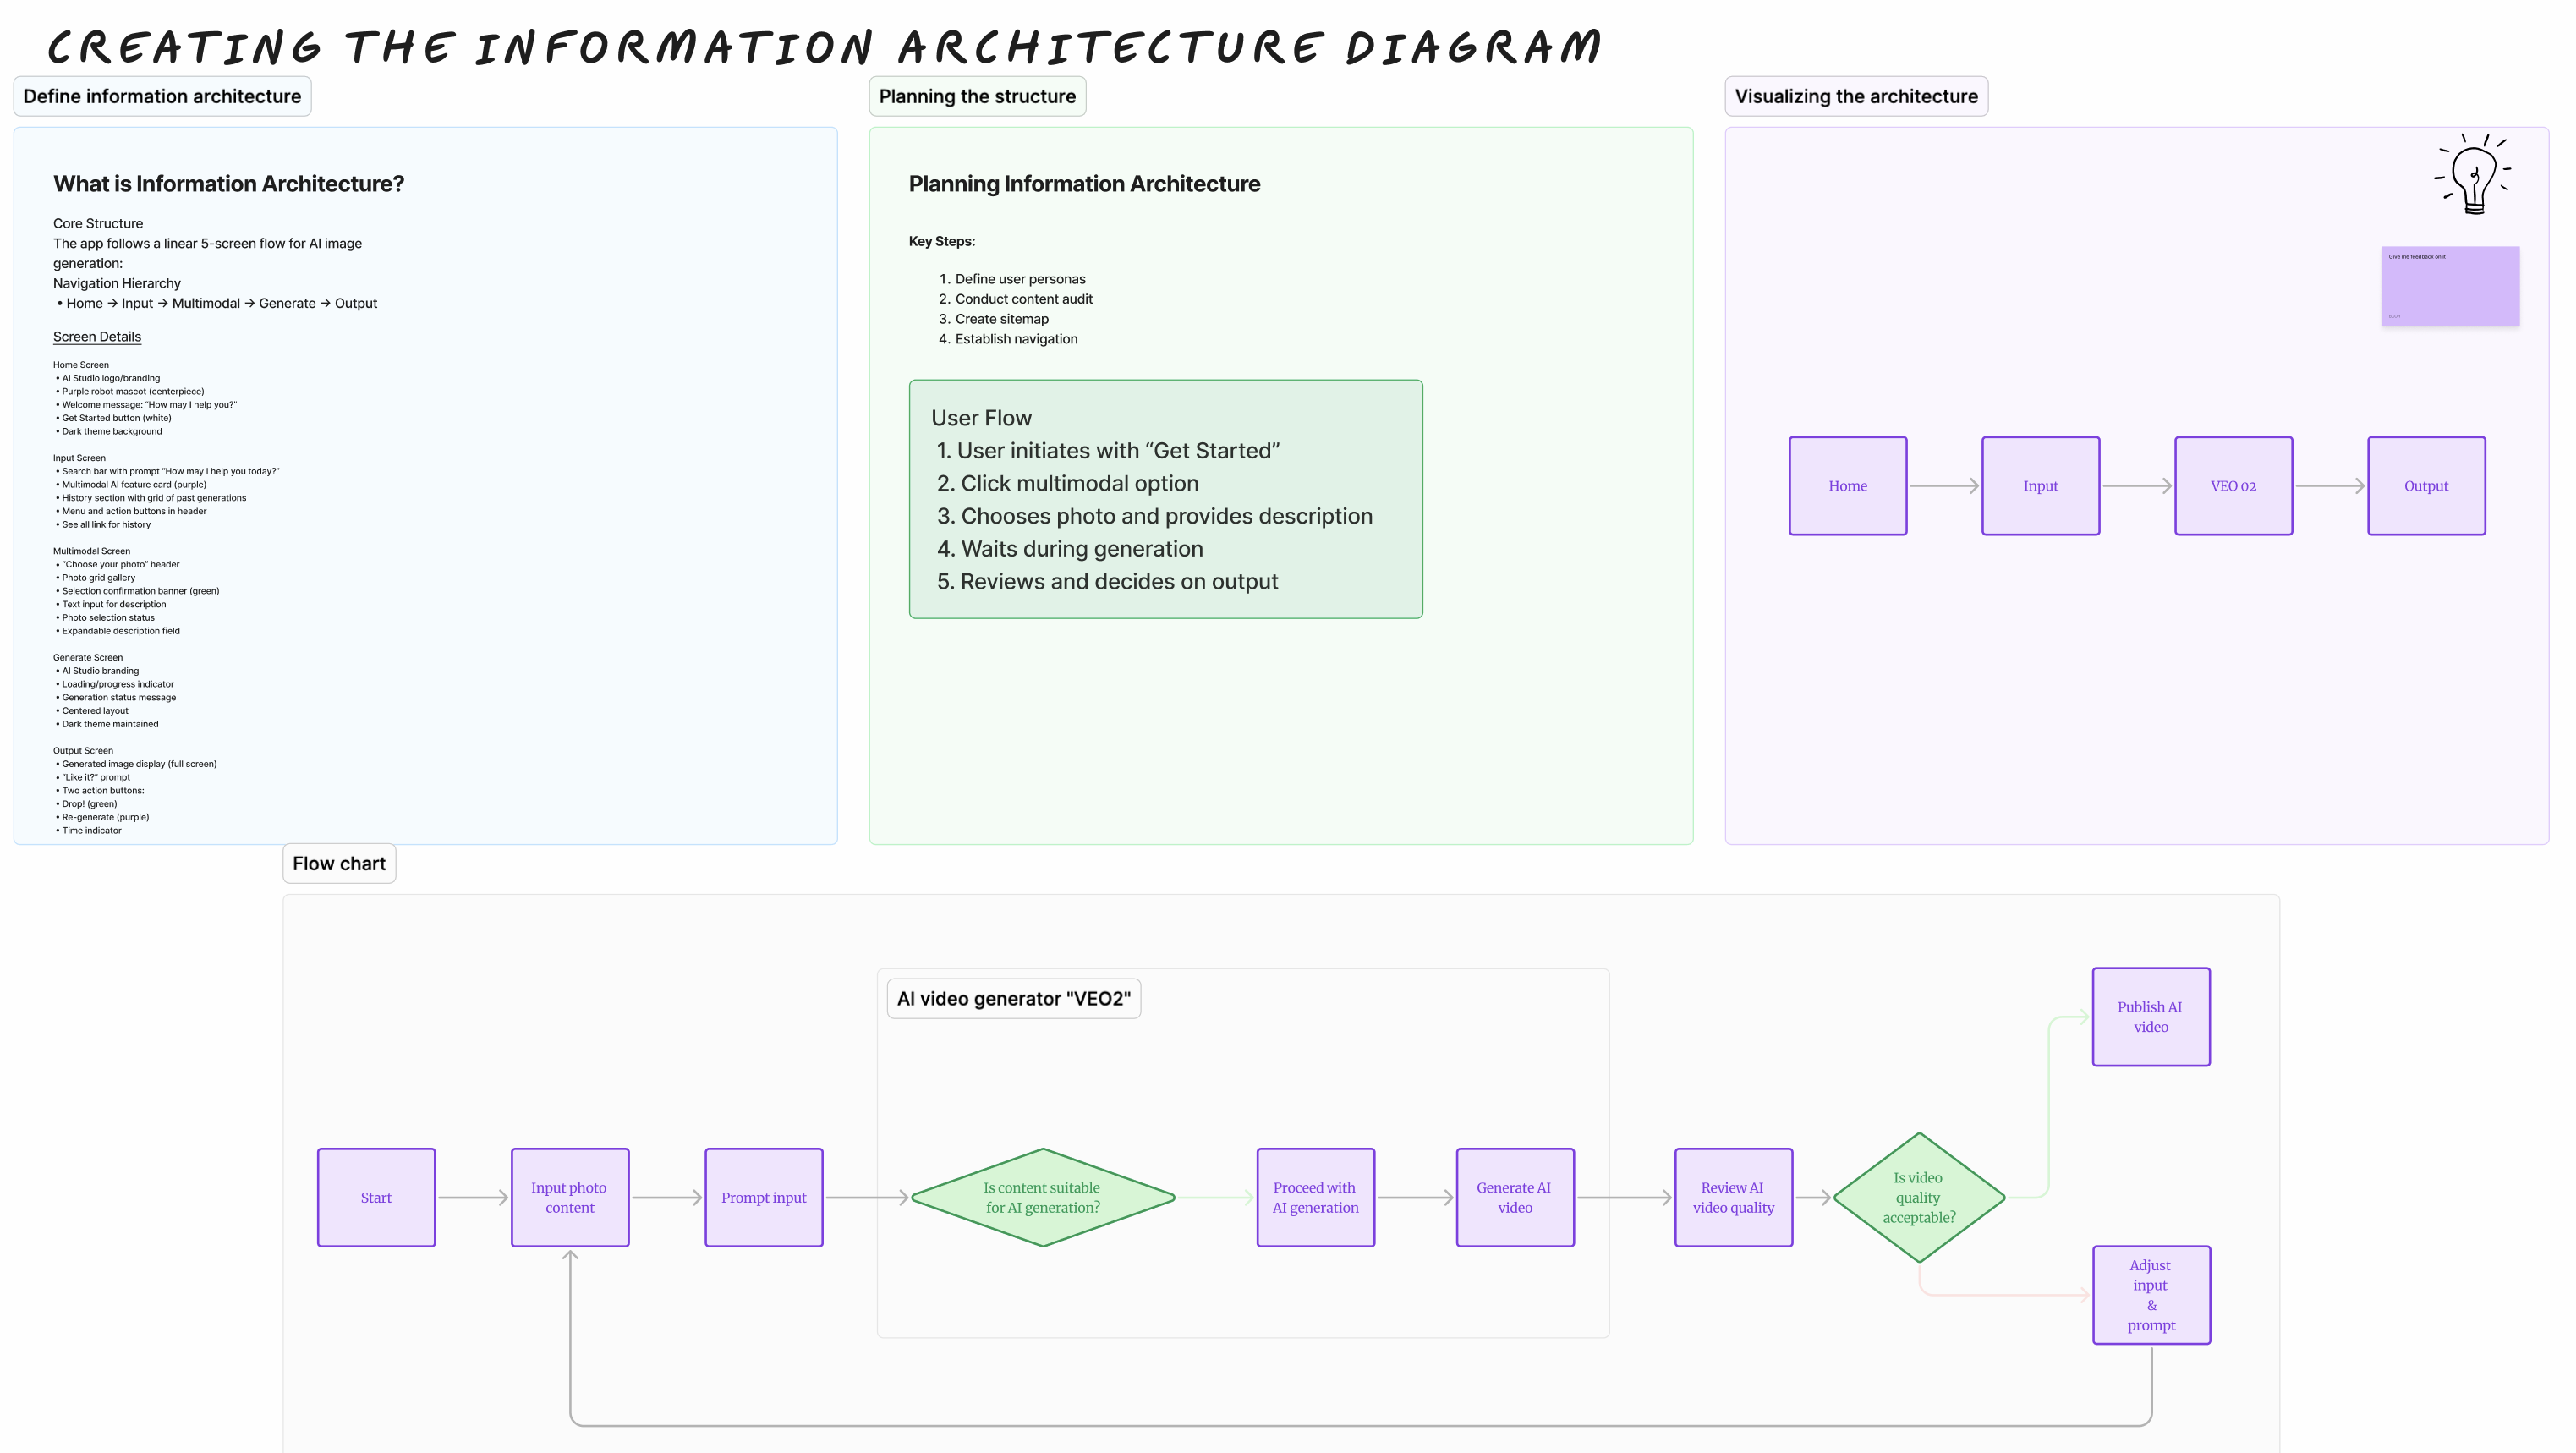 CREATING THE INFORMATION ARCHITECTURE DIAGRAM
Define information architecture
What is Information Architecture?
Core Structure
The app follows a linear 5-screen flow for AI image
generation:
Navigation Hierarchy
• Home → Input → Multimodal → Generate → Output
Screen Details
Home Screen
• AI Studio logo/branding
• Purple robot mascot (centerpiece)
• Welcome message: “How may I help you?”
• Get Started button (white)
• Dark theme background
Input Screen
• Search bar with prompt “How may I help you today?”
• Multimodal AI feature card (purple)
• History section with grid of past generations
• Menu and action buttons in header
• See all link for history
Multimodal Screen
• “Choose your photo” header
• Photo grid gallery
• Selection confirmation banner (green)
• Text input for description
• Photo selection status
• Expandable description field
Generate Screen
• AI Studio branding
• Loading/progress indicator
• Generation status message
• Centered layout
• Dark theme maintained
Output Screen
• Generated image display (full screen)
• “Like it?” prompt
• Two action buttons:
• Drop! (green)
• Re-generate (purple)
• Time indicator
Planning the structure
Planning Information Architecture
Key Steps:
1. Define user personas
2. Conduct content audit
3. Create sitemap
4. Establish navigation
User Flow
1. User initiates with “Get Started”
2. Click multimodal option
3. Chooses photo and provides description
4. Waits during generation
5. Reviews and decides on output
Visualizing the architecture
Give me feedback on it
Home
Input
VEO 02
Output
Flow chart
AI video generator "VEO2"
Start
Input photo
content
Prompt input
Is content suitable
for AI generation?
Proceed with
AI generation
Generate AI
video
Review AI
video quality
Is video
quality
acceptable?
Publish AI
video
Adjust
input
&
prompt